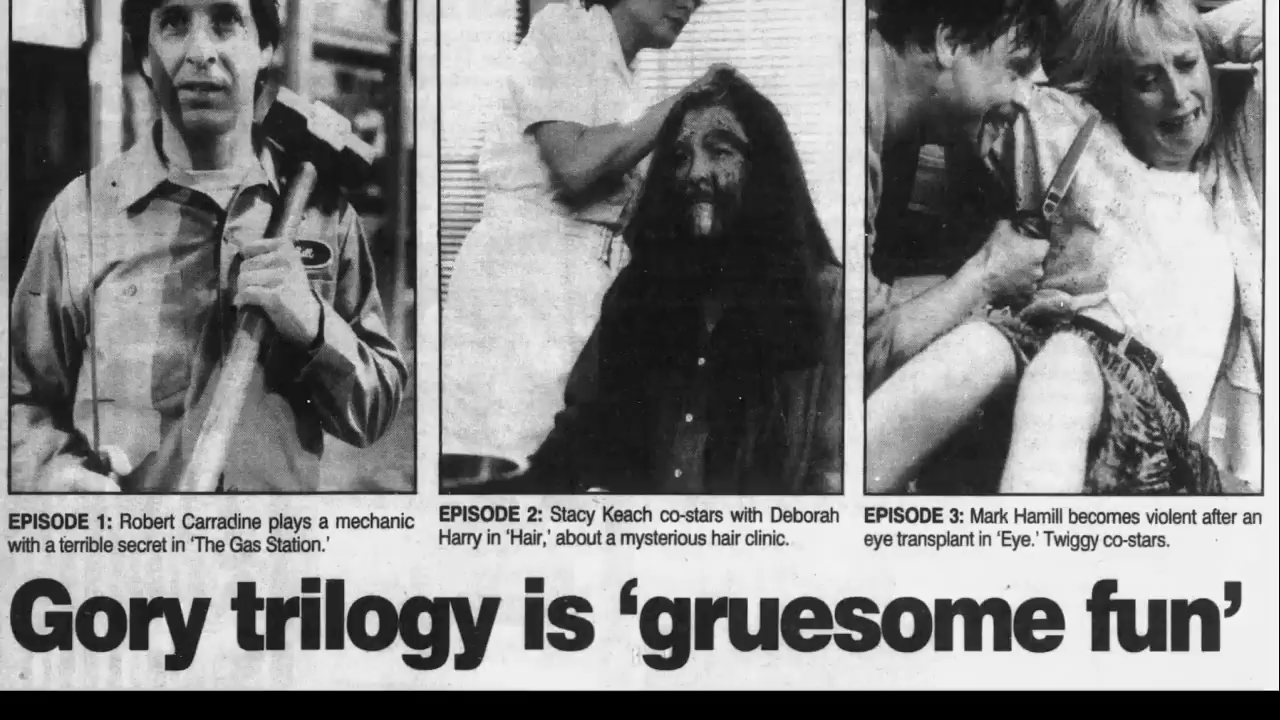 EPISODE 1: Robert Carradine plays a mechanic
with a terrible secret in ‘The Gas Station.’
EPISODE 2: Stacy Keach co-stars with Deborah
Harry in ‘Hair,’ about a mysterious hair clinic.
EPISODE 3: Mark Hamill becomes violent after an
eye transplant in ‘Eye.’ Twiggy co-stars.
Gory trilogy is ‘gruesome fun’